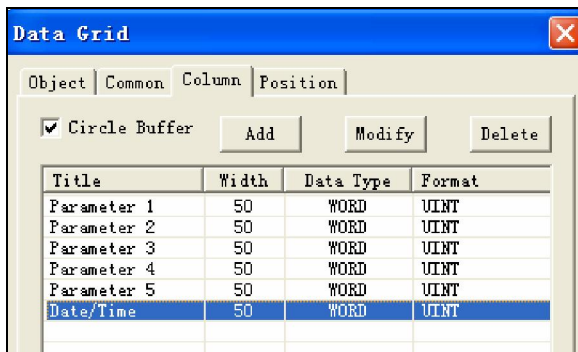 Data Grid
Object Common Column Position
Circle Buffer Add Modify Delete
Title Width Data Type Format
Parameter 1 50 WORD UINT
Parameter 2 50 WORD UINT
Parameter 3 50 WORD UINT
Parameter 4 50 WORD UINT
Parameter 5 50 WORD UINT
Date/Time 50 WORD UINT